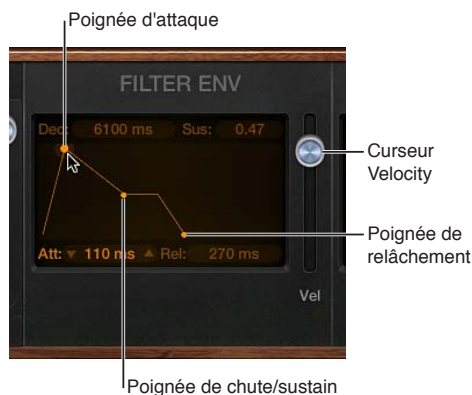 Poignée d'attaque
FILTER ENV
Dec: 6100 ms Sus: 0.47
Curseur
Velocity
Poignée de
relâchement
Att: 110 ms Rel: 270 ms
Vel
Poignée de chute/sustain